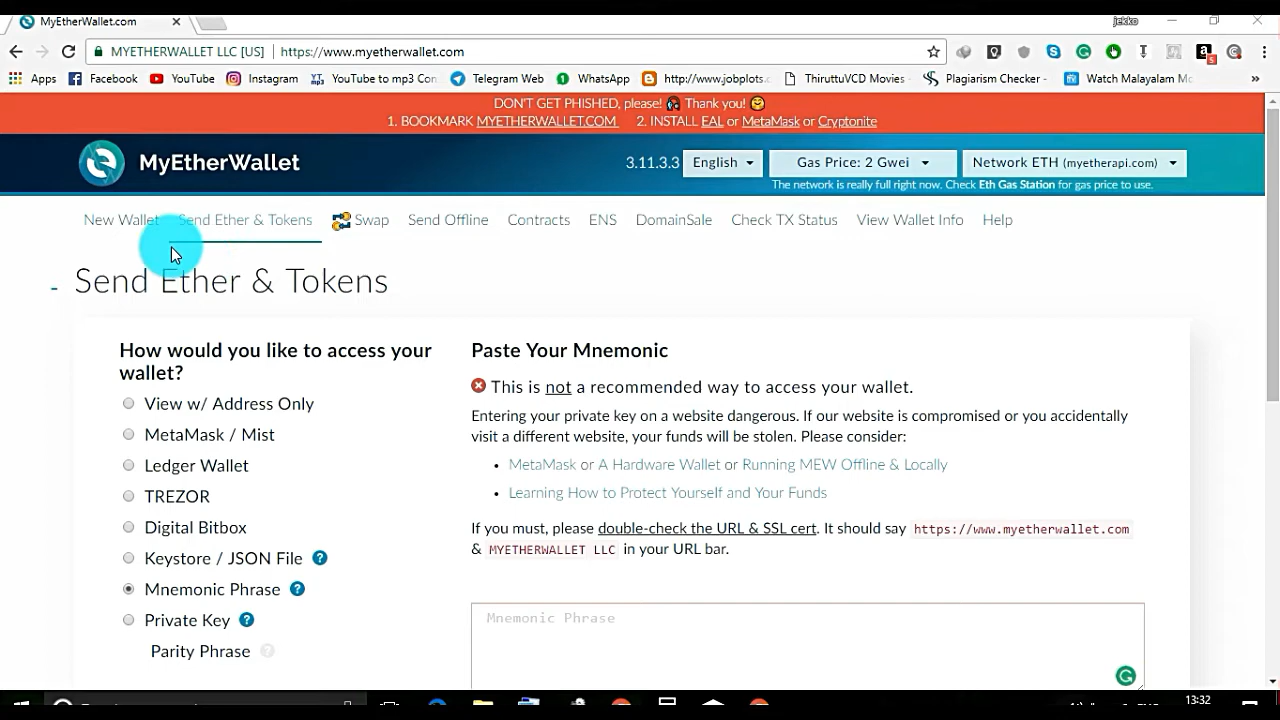 MyEtherWallet.com
jekko
MYETHERWALLET LLC [US] https://www.myetherwallet.com
Apps Facebook YouTube Instagram YouTube to mp3 Con Telegram Web WhatsApp http://www.jobplots.c ThiruttuVCD Movies - Plagiarism Checker - Watch Malayalam Mo »
DON'T GET PHISHED, please! Thank you!
1. BOOKMARK MYETHERWALLET.COM 2. INSTALL EAL or MetaMask or Cryptonite
MyEtherWallet 3.11.3.3 English Gas Price: 2 Gwei Network ETH (myetherapi.com)
The network is really full right now. Check Eth Gas Station for gas price to use.
New Wallet Send Ether & Tokens Swap Send Offline Contracts ENS DomainSale Check TX Status View Wallet Info Help
- Send Ether & Tokens
How would you like to access your
wallet?
View w/ Address Only
MetaMask / Mist
Ledger Wallet
TREZOR
Digital Bitbox
Keystore / JSON File ?
Mnemonic Phrase ?
Private Key ?
Parity Phrase ?
Paste Your Mnemonic
This is not a recommended way to access your wallet.
Entering your private key on a website dangerous. If our website is compromised or you accidentally
visit a different website, your funds will be stolen. Please consider:
• MetaMask or A Hardware Wallet or Running MEW Offline & Locally
• Learning How to Protect Yourself and Your Funds
If you must, please double-check the URL & SSL cert. It should say https://www.myetherwallet.com
& MYETHERWALLET LLC in your URL bar.
Mnemonic Phrase
13:32